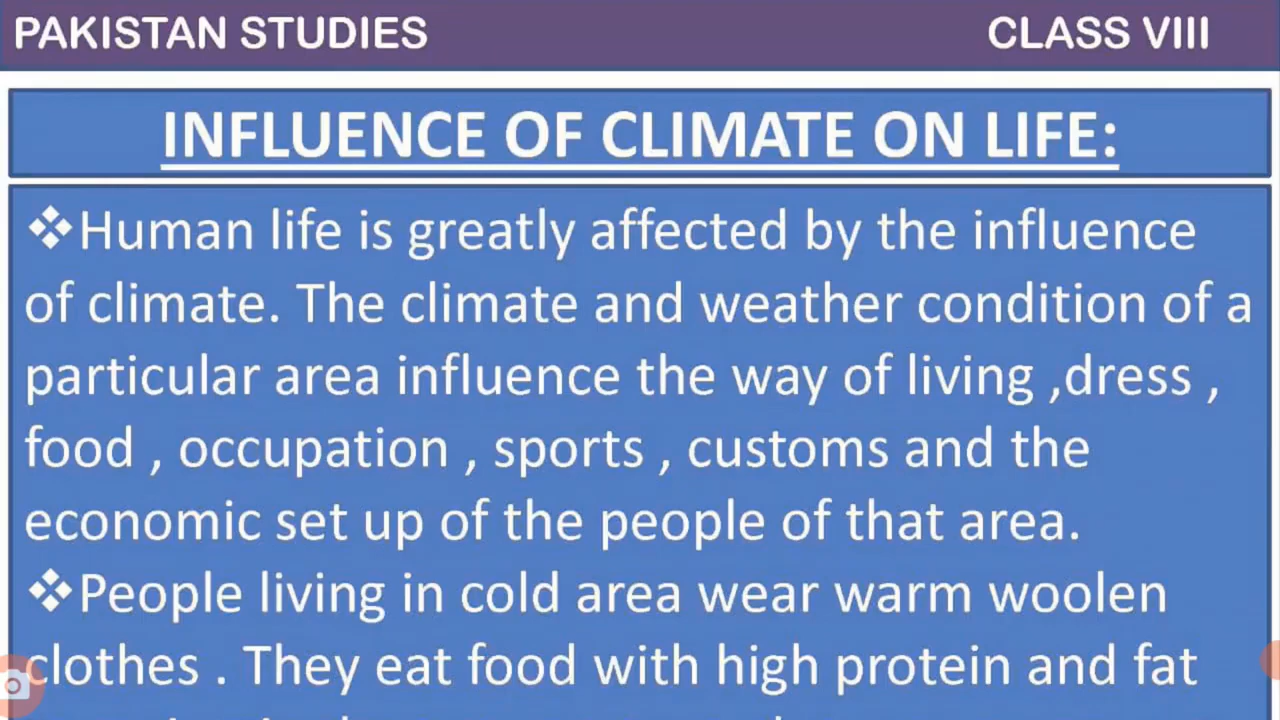 PAKISTAN STUDIES CLASS VIII
INFLUENCE OF CLIMATE ON LIFE:
❖Human life is greatly affected by the influence
of climate. The climate and weather condition of a
particular area influence the way of living ,dress ,
food , occupation , sports , customs and the
economic set up of the people of that area.
❖People living in cold area wear warm woolen
clothes . They eat food with high protein and fat